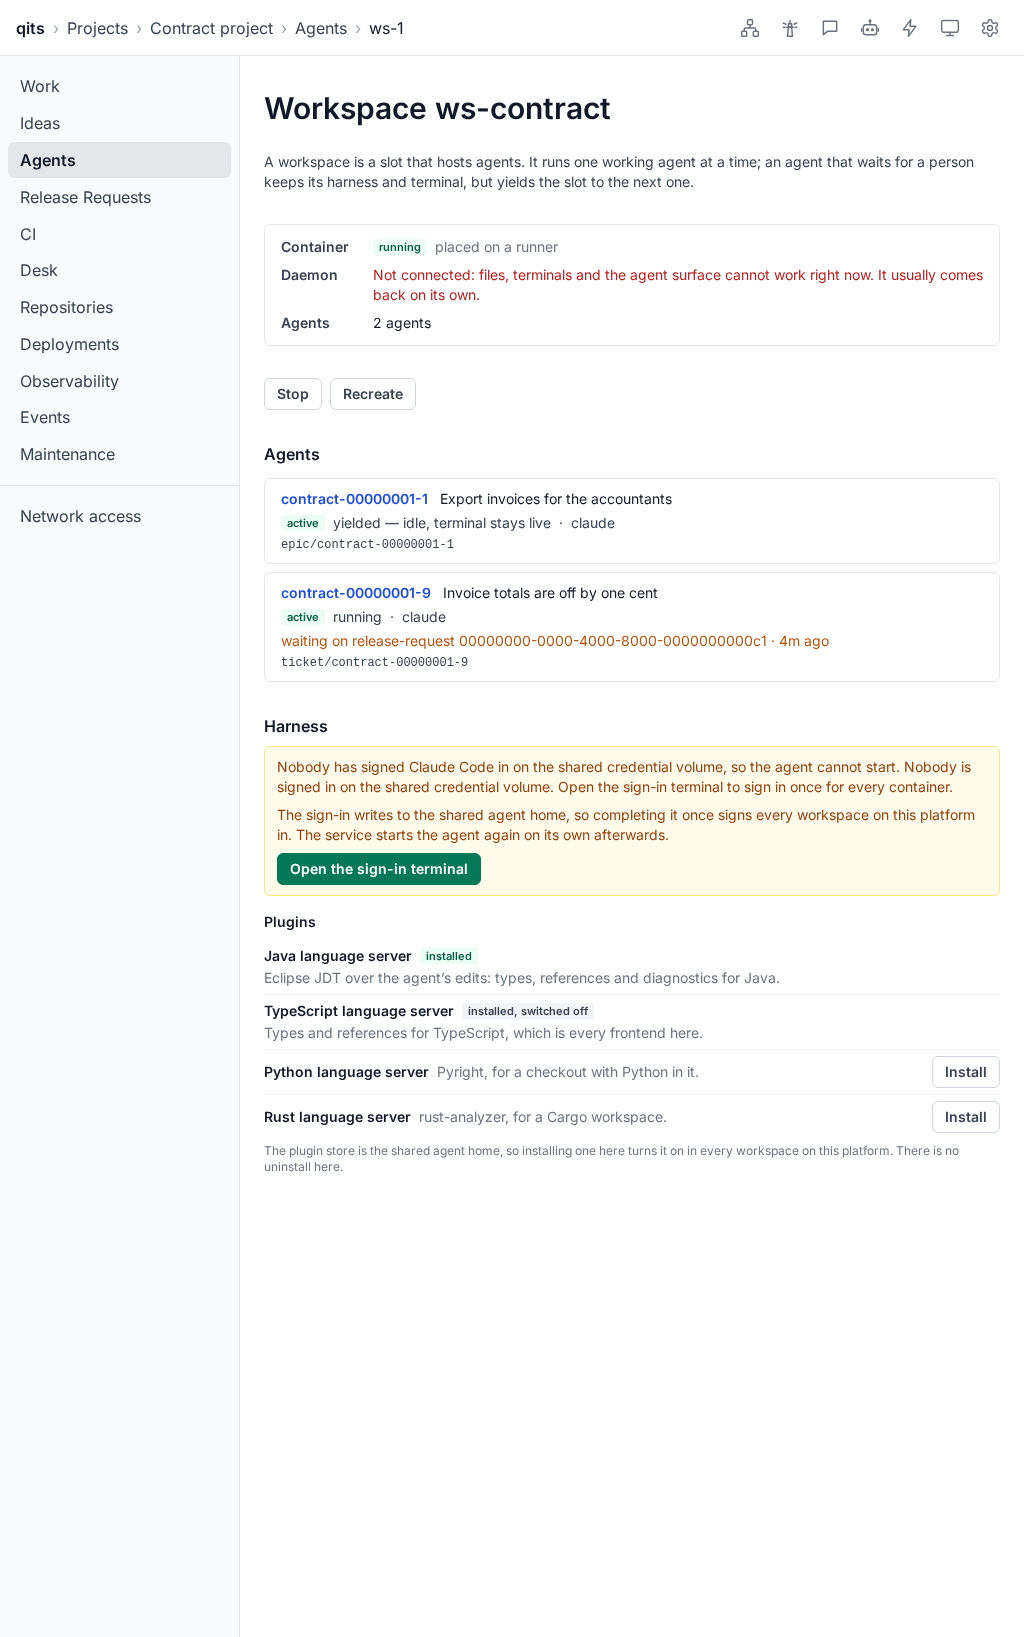 qits › Projects › Contract project › Agents › ws-1
Work
Ideas
Agents
Release Requests
CI
Desk
Repositories
Deployments
Observability
Events
Maintenance
Network access
Workspace ws-contract
A workspace is a slot that hosts agents. It runs one working agent at a time; an agent that waits for a person
keeps its harness and terminal, but yields the slot to the next one.
Container running placed on a runner
Daemon Not connected: files, terminals and the agent surface cannot work right now. It usually comes
back on its own.
Agents 2 agents
Stop Recreate
Agents
contract-00000001-1 Export invoices for the accountants
active yielded — idle, terminal stays live · claude
epic/contract-00000001-1
contract-00000001-9 Invoice totals are off by one cent
active running · claude
waiting on release-request 00000000-0000-4000-8000-0000000000c1 · 4m ago
ticket/contract-00000001-9
Harness
Nobody has signed Claude Code in on the shared credential volume, so the agent cannot start. Nobody is
signed in on the shared credential volume. Open the sign-in terminal to sign in once for every container.
The sign-in writes to the shared agent home, so completing it once signs every workspace on this platform
in. The service starts the agent again on its own afterwards.
Open the sign-in terminal
Plugins
Java language server installed
Eclipse JDT over the agent’s edits: types, references and diagnostics for Java.
TypeScript language server installed, switched off
Types and references for TypeScript, which is every frontend here.
Python language server Pyright, for a checkout with Python in it. Install
Rust language server rust-analyzer, for a Cargo workspace. Install
The plugin store is the shared agent home, so installing one here turns it on in every workspace on this platform. There is no
uninstall here.